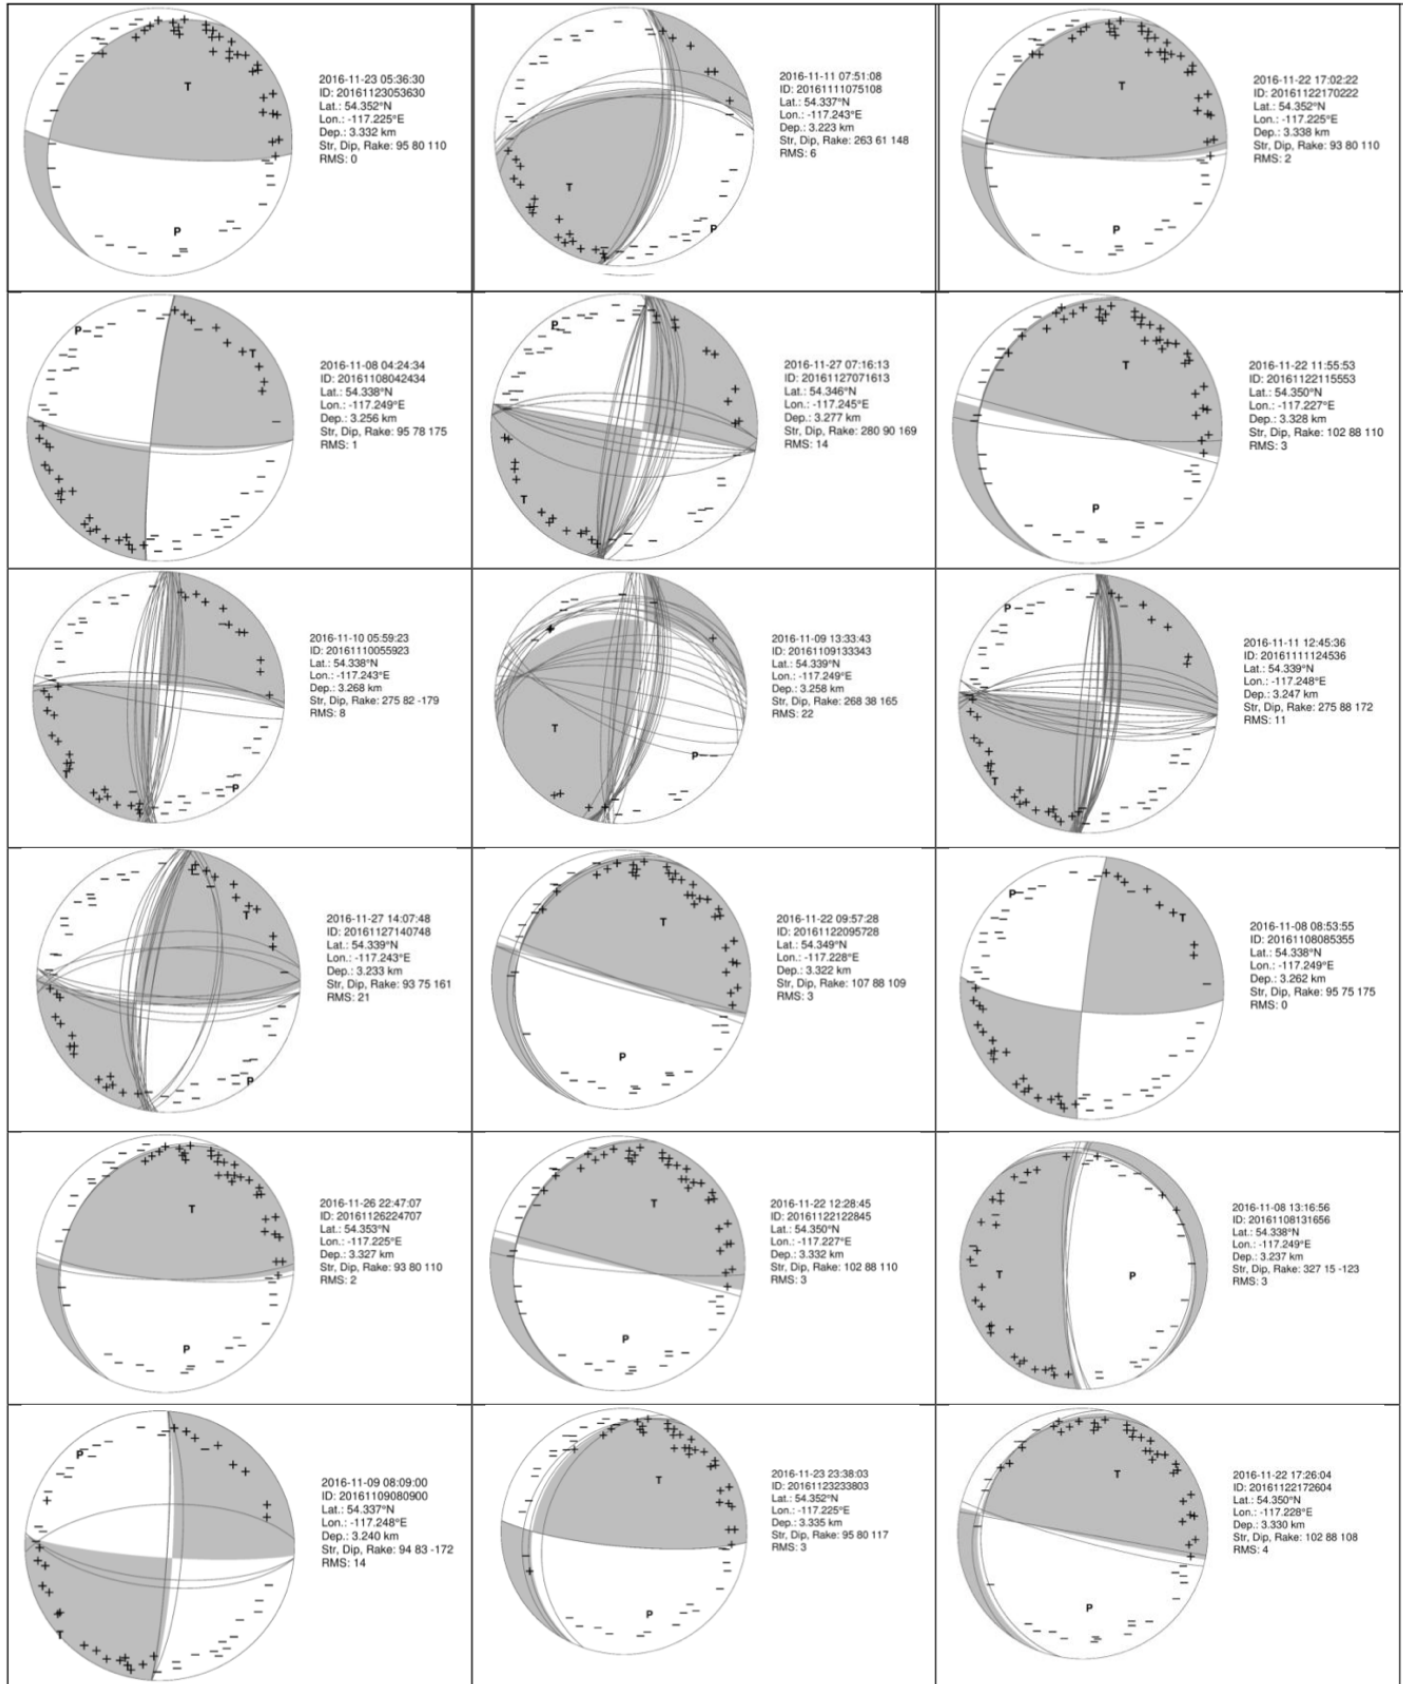 T
P
2016-11-23 05:36:30
ID: 20161123053630
Lat.: 54.352°N
Lon.: -117.225°E
Dep.: 3.332 km
Str, Dip, Rake: 95 80 110
RMS: 0
T
P
2016-11-11 07:51:08
ID: 20161111075108
Lat.: 54.337°N
Lon.: -117.243°E
Dep.: 3.223 km
Str, Dip, Rake: 263 61 148
RMS: 6
T
P
2016-11-22 17:02:22
ID: 20161122170222
Lat.: 54.352°N
Lon.: -117.225°E
Dep.: 3.338 km
Str, Dip, Rake: 93 80 110
RMS: 2
P
T
2016-11-08 04:24:34
ID: 20161108042434
Lat.: 54.338°N
Lon.: -117.249°E
Dep.: 3.256 km
Str, Dip, Rake: 95 78 175
RMS: 1
P
T
2016-11-27 07:16:13
ID: 20161127071613
Lat.: 54.346°N
Lon.: -117.245°E
Dep.: 3.277 km
Str, Dip, Rake: 280 90 169
RMS: 14
T
P
2016-11-22 11:55:53
ID: 20161122115553
Lat.: 54.350°N
Lon.: -117.227°E
Dep.: 3.328 km
Str, Dip, Rake: 102 88 110
RMS: 3
T
P
2016-11-10 05:59:23
ID: 20161110055923
Lat.: 54.338°N
Lon.: -117.243°E
Dep.: 3.268 km
Str, Dip, Rake: 275 82 -179
RMS: 8
T
P
2016-11-09 13:33:43
ID: 20161109133343
Lat.: 54.339°N
Lon.: -117.249°E
Dep.: 3.258 km
Str, Dip, Rake: 268 38 165
RMS: 22
P
T
2016-11-11 12:45:36
ID: 20161111124536
Lat.: 54.339°N
Lon.: -117.248°E
Dep.: 3.247 km
Str, Dip, Rake: 275 88 172
RMS: 11
T
P
2016-11-27 14:07:48
ID: 20161127140748
Lat.: 54.339°N
Lon.: -117.243°E
Dep.: 3.233 km
Str, Dip, Rake: 93 75 161
RMS: 21
T
P
2016-11-22 09:57:28
ID: 20161122095728
Lat.: 54.349°N
Lon.: -117.228°E
Dep.: 3.322 km
Str, Dip, Rake: 107 88 109
RMS: 3
P
T
2016-11-08 08:53:55
ID: 20161108085355
Lat.: 54.338°N
Lon.: -117.249°E
Dep.: 3.262 km
Str, Dip, Rake: 95 75 175
RMS: 0
T
P
2016-11-26 22:47:07
ID: 20161126224707
Lat.: 54.353°N
Lon.: -117.225°E
Dep.: 3.327 km
Str, Dip, Rake: 93 80 110
RMS: 2
T
P
2016-11-22 12:28:45
ID: 20161122122845
Lat.: 54.350°N
Lon.: -117.227°E
Dep.: 3.332 km
Str, Dip, Rake: 102 88 110
RMS: 3
T
P
2016-11-08 13:16:56
ID: 20161108131656
Lat.: 54.338°N
Lon.: -117.249°E
Dep.: 3.237 km
Str, Dip, Rake: 327 15 -123
RMS: 3
P
T
2016-11-09 08:09:00
ID: 20161109080900
Lat.: 54.337°N
Lon.: -117.248°E
Dep.: 3.240 km
Str, Dip, Rake: 94 83 -172
RMS: 14
T
P
2016-11-23 23:38:03
ID: 20161123233803
Lat.: 54.352°N
Lon.: -117.225°E
Dep.: 3.335 km
Str, Dip, Rake: 95 80 117
RMS: 3
T
P
2016-11-22 17:26:04
ID: 20161122172604
Lat.: 54.350°N
Lon.: -117.228°E
Dep.: 3.330 km
Str, Dip, Rake: 102 88 108
RMS: 4